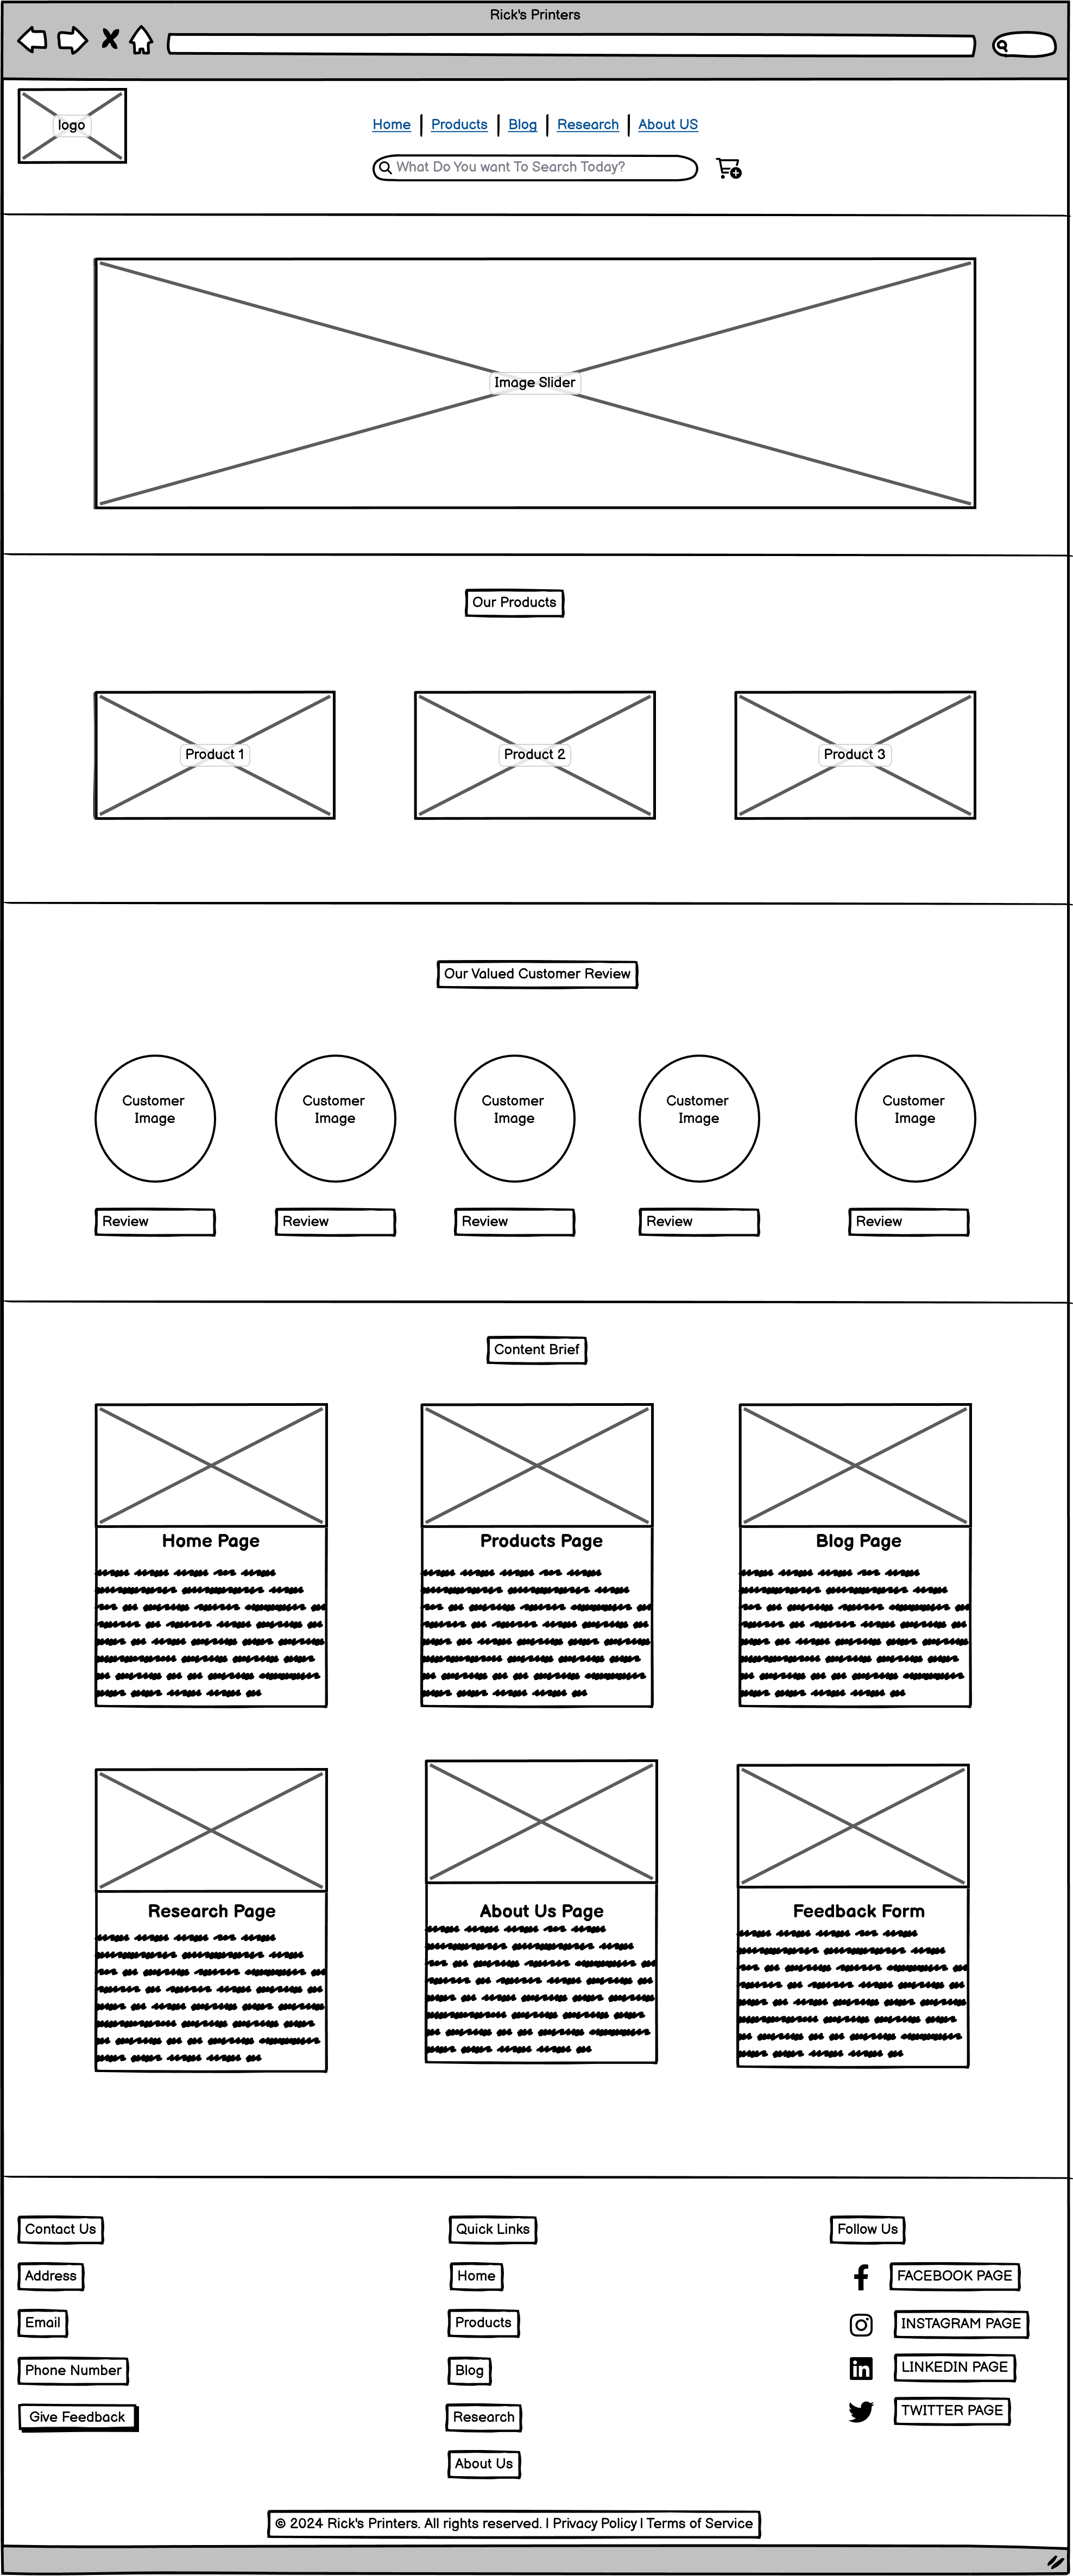 Rick's Printers
logo
Home | Products | Blog | Research | About US
What Do You want To Search Today?
Image Slider
Our Products
Product 1
Product 2
Product 3
Our Valued Customer Review
Customer
Image
Customer
Image
Customer
Image
Customer
Image
Customer
Image
Review
Review
Review
Review
Review
Content Brief
Home Page
Products Page
Blog Page
Research Page
About Us Page
Feedback Form
Contact Us
Address
Email
Phone Number
Give Feedback
Quick Links
Home
Products
Blog
Research
About Us
Follow Us
FACEBOOK PAGE
INSTAGRAM PAGE
in
LINKEDIN PAGE
TWITTER PAGE
© 2024 Rick's Printers. All rights reserved. | Privacy Policy | Terms of Service